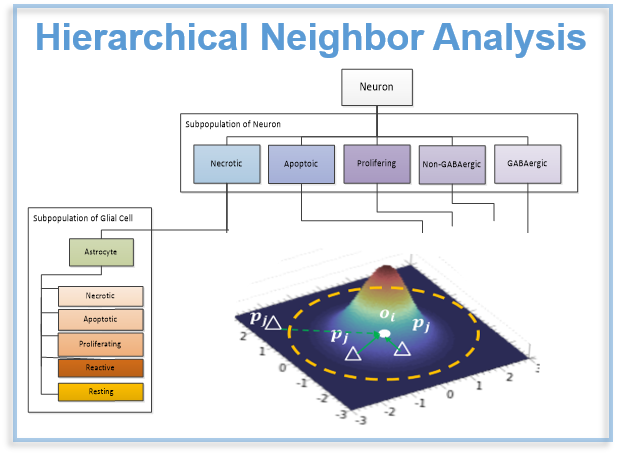 Hierarchical Neighbor Analysis
Neuron
Subpopulation of Neuron
Necrotic
Apoptoic
Prolifering
Non-GABAergic
GABAergic
Subpopulation of Glial Cell
Astrocyte
Necrotic
Apoptotic
Proliferating
Reactive
Resting
p_j
o_i
p_j
p_j
2
1
0
-1
-2
-3
-3
-2
-1
0
1
2